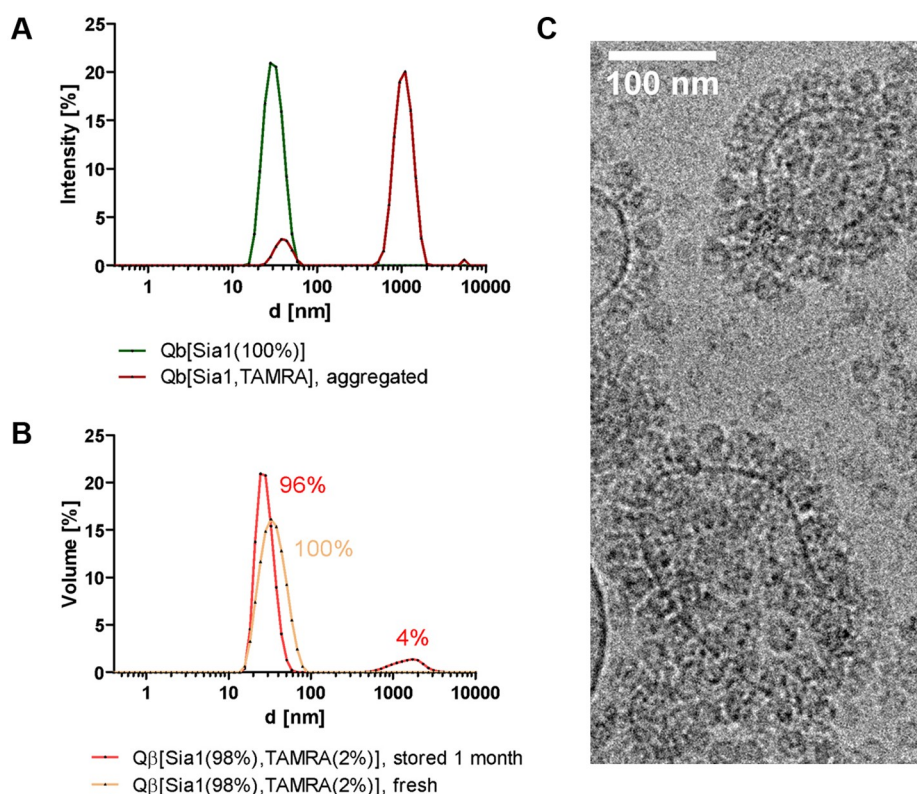 A
25
20
15
10
5
0
Intensity [%]
1
10
100
1000
10000
d [nm]
Qb[Sia1(100%)]
Qb[Sia1,TAMRA], aggregated
B
25
20
15
10
5
0
Volume [%]
96%
100%
4%
1
10
100
1000
10000
d [nm]
Qβ[Sia1(98%),TAMRA(2%)], stored 1 month
Qβ[Sia1(98%),TAMRA(2%)], fresh
C
100 nm